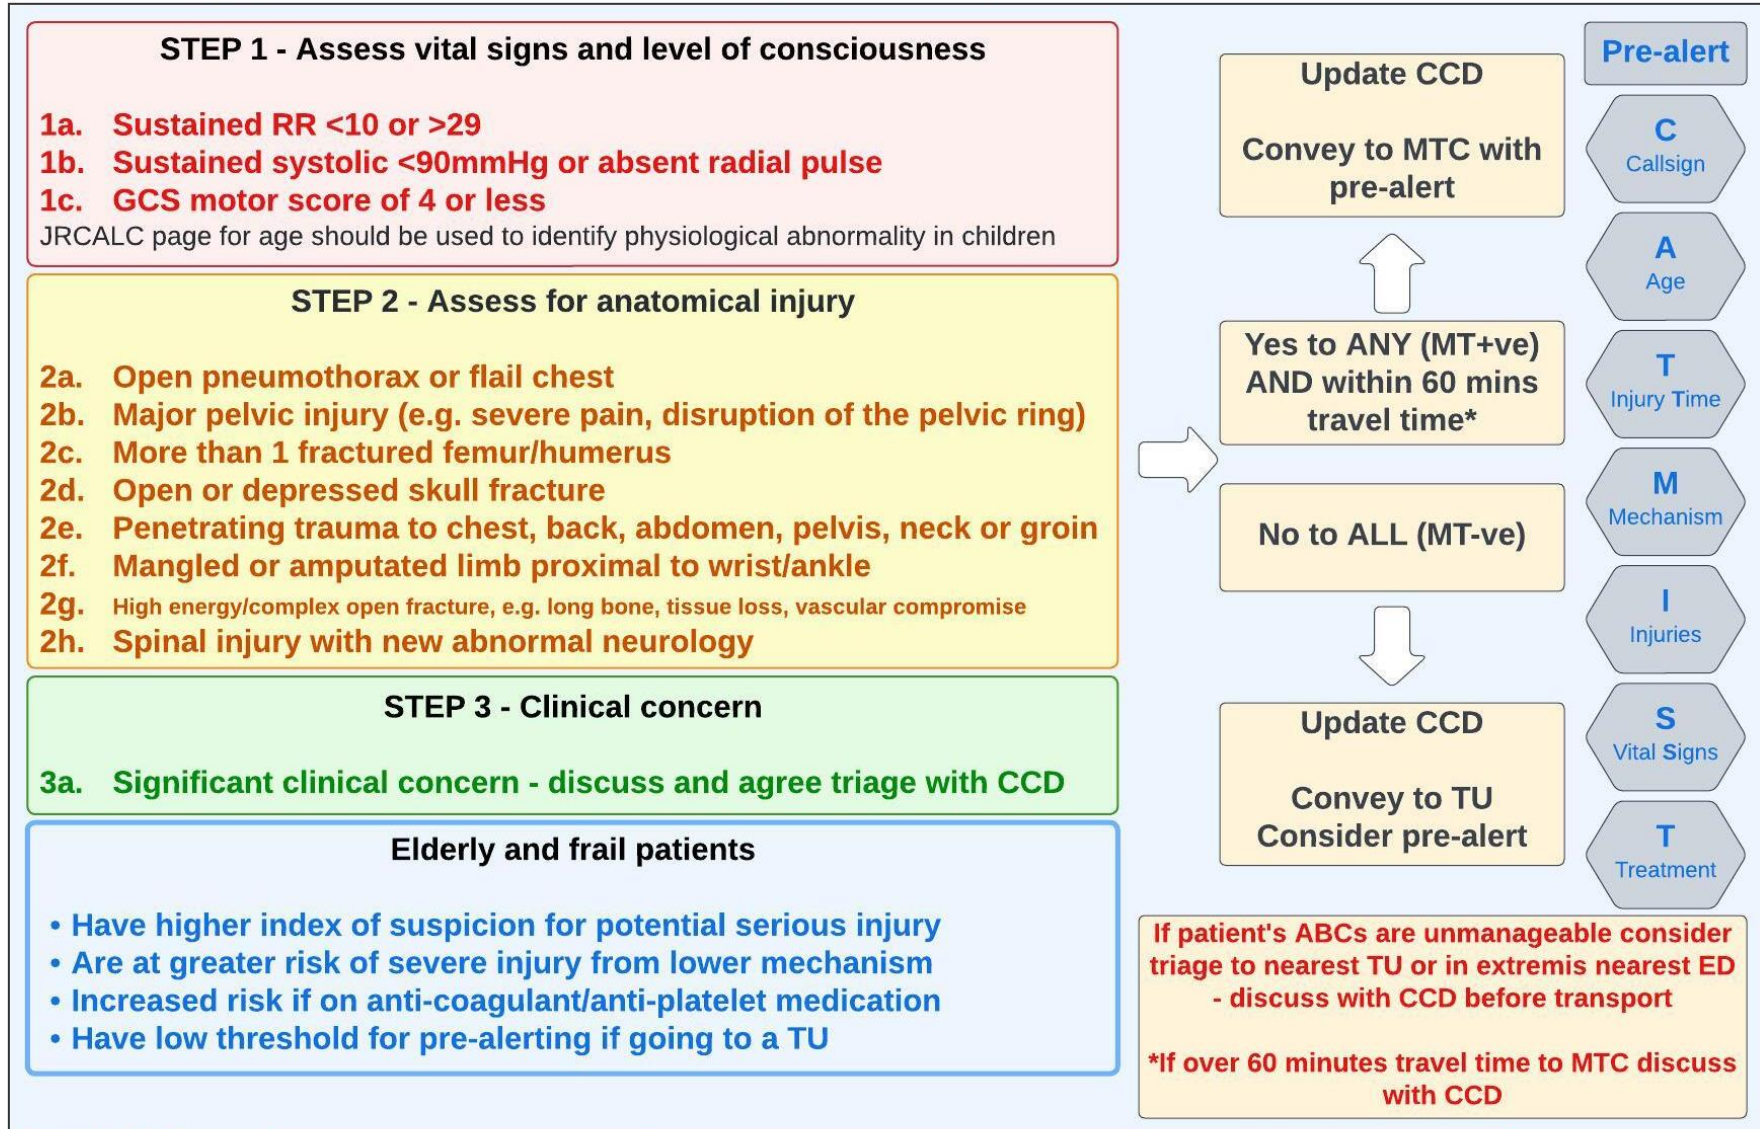 STEP 1 - Assess vital signs and level of consciousness
1a. Sustained RR <10 or >29
1b. Sustained systolic <90mmHg or absent radial pulse
1c. GCS motor score of 4 or less
JRCALC page for age should be used to identify physiological abnormality in children
STEP 2 - Assess for anatomical injury
2a. Open pneumothorax or flail chest
2b. Major pelvic injury (e.g. severe pain, disruption of the pelvic ring)
2c. More than 1 fractured femur/humerus
2d. Open or depressed skull fracture
2e. Penetrating trauma to chest, back, abdomen, pelvis, neck or groin
2f. Mangled or amputated limb proximal to wrist/ankle
2g. High energy/complex open fracture, e.g. long bone, tissue loss, vascular compromise
2h. Spinal injury with new abnormal neurology
STEP 3 - Clinical concern
3a. Significant clinical concern - discuss and agree triage with CCD
Elderly and frail patients
• Have higher index of suspicion for potential serious injury
• Are at greater risk of severe injury from lower mechanism
• Increased risk if on anti-coagulant/anti-platelet medication
• Have low threshold for pre-alerting if going to a TU
Update CCD
Convey to MTC with
pre-alert
Yes to ANY (MT+ve)
AND within 60 mins
travel time*
No to ALL (MT-ve)
Update CCD
Convey to TU
Consider pre-alert
Pre-alert
C
Callsign
A
Age
T
Injury Time
M
Mechanism
I
Injuries
S
Vital Signs
T
Treatment
If patient's ABCs are unmanageable consider
triage to nearest TU or in extremis nearest ED
- discuss with CCD before transport
*If over 60 minutes travel time to MTC discuss
with CCD